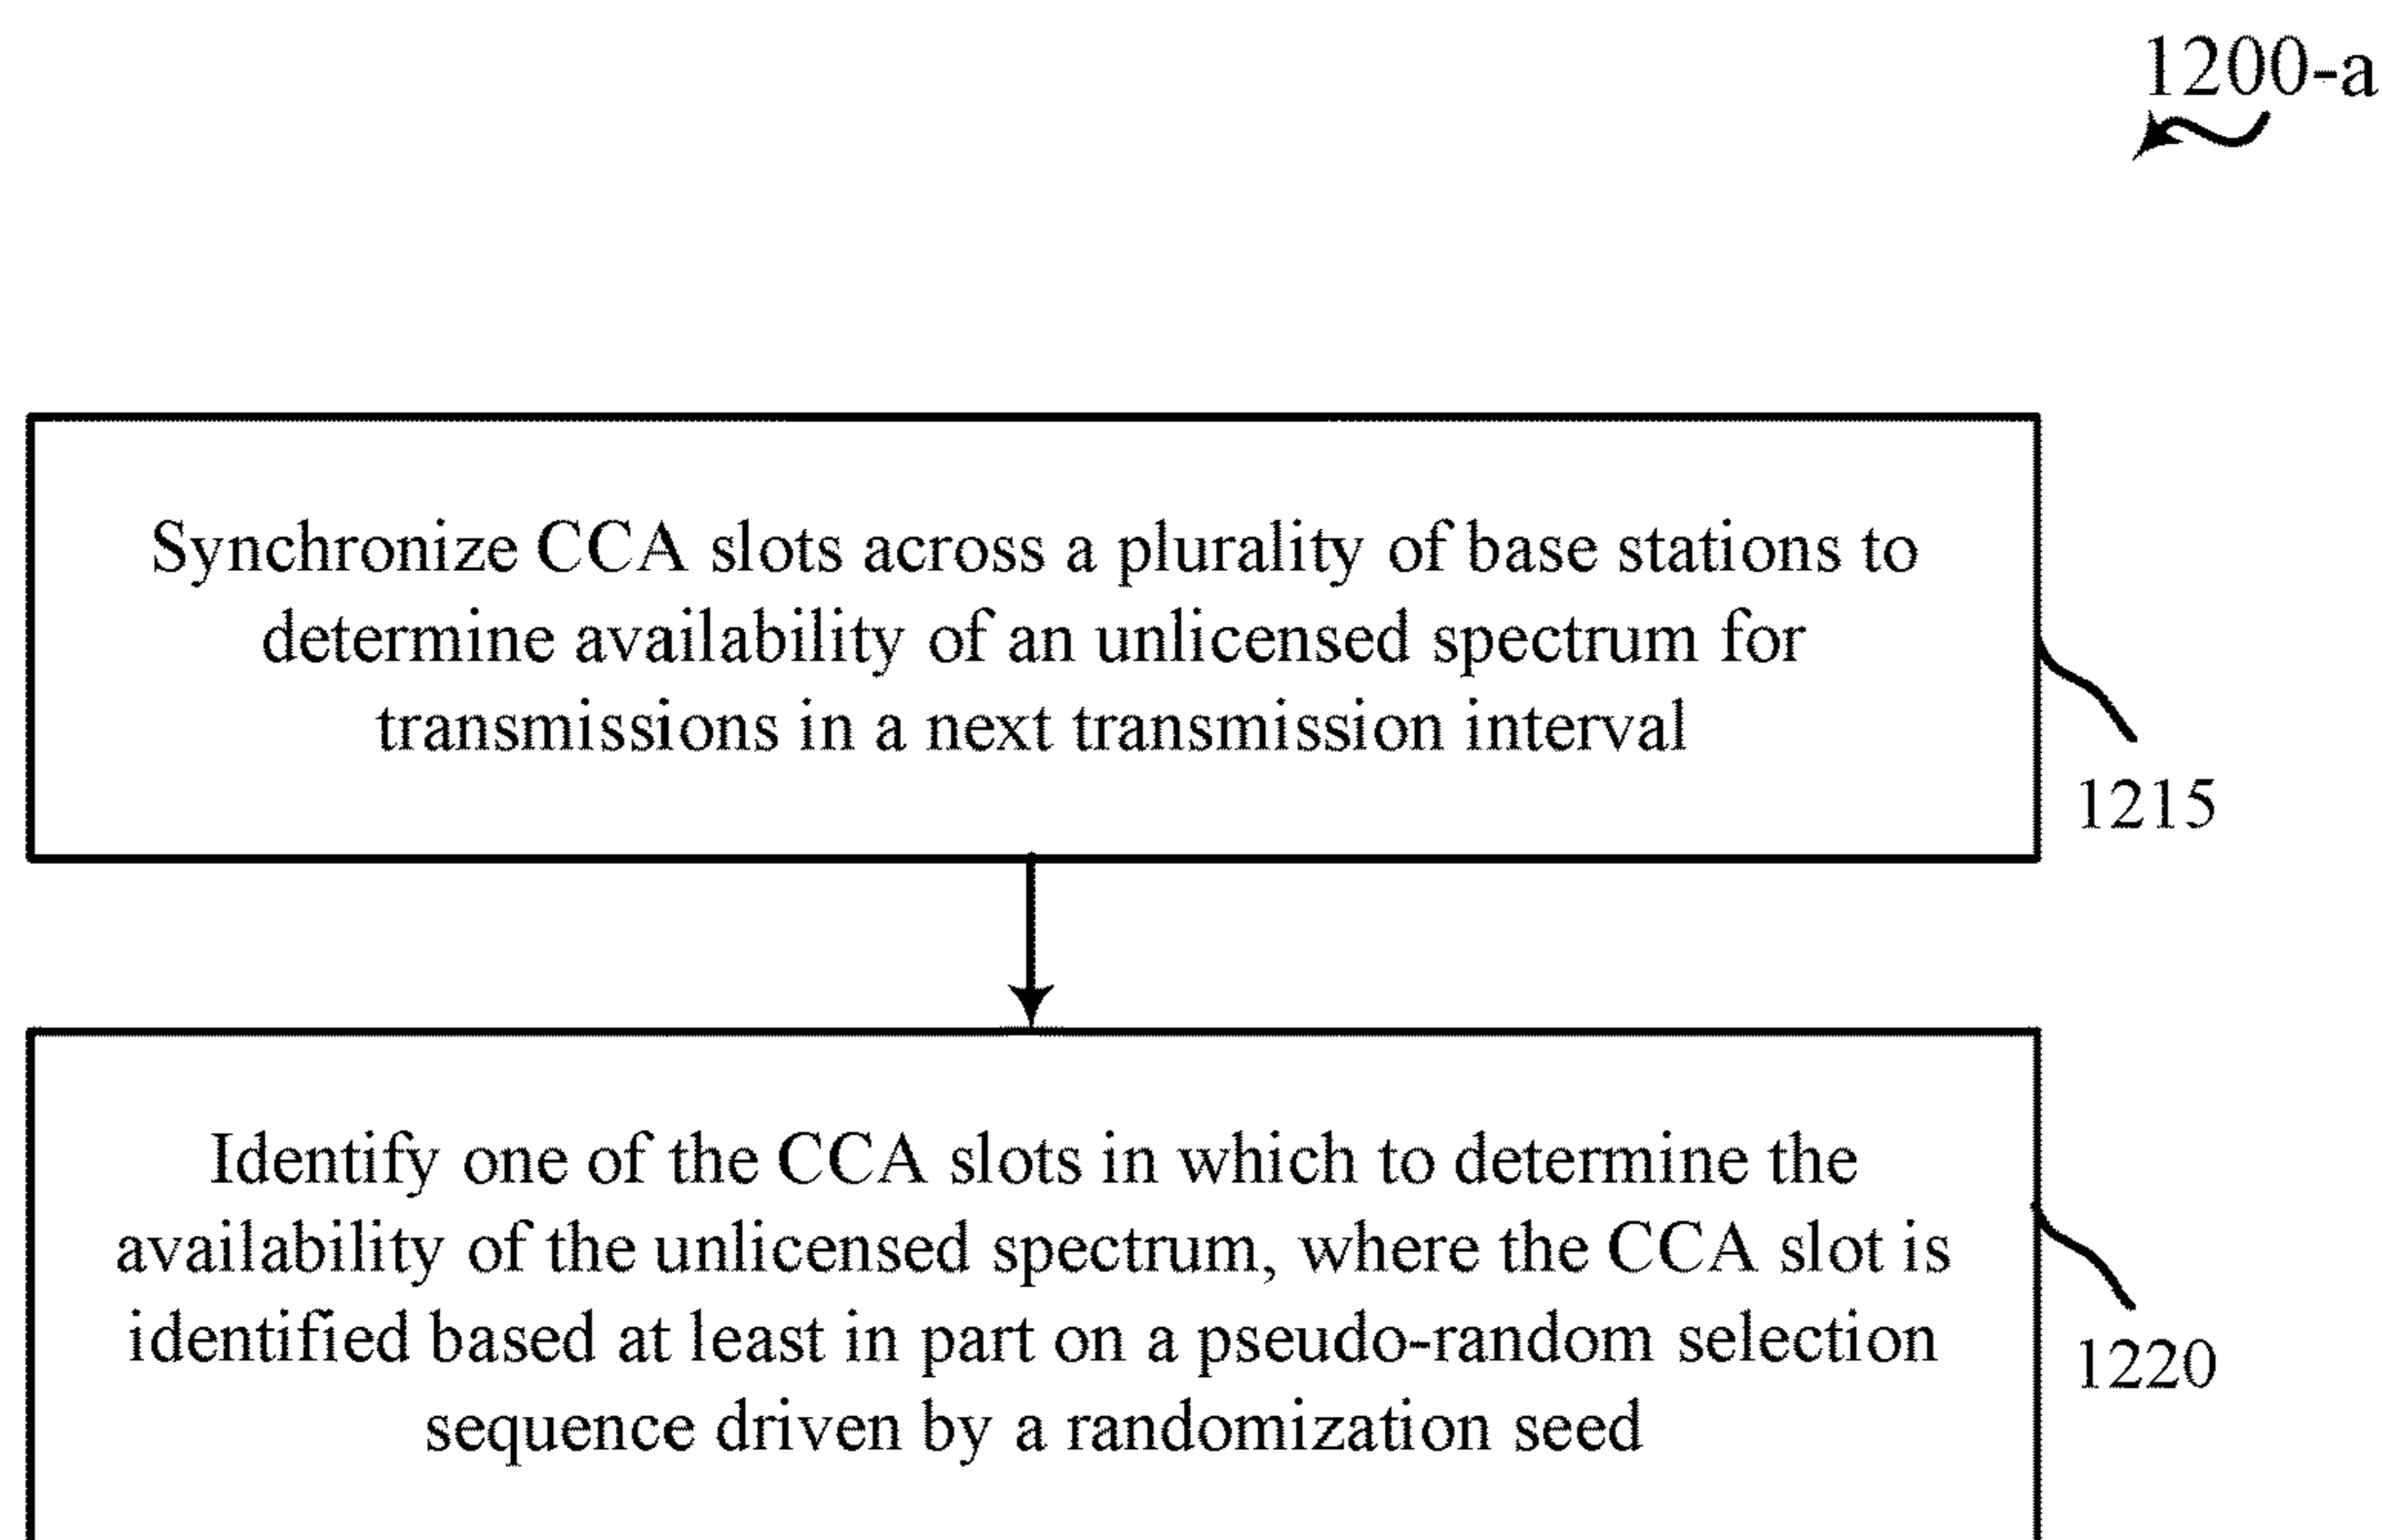 1200-a
Synchronize CCA slots across a plurality of base stations to
determine availability of an unlicensed spectrum for
transmissions in a next transmission interval
1215
Identify one of the CCA slots in which to determine the
availability of the unlicensed spectrum, where the CCA slot is
identified based at least in part on a pseudo-random selection
sequence driven by a randomization seed
1220